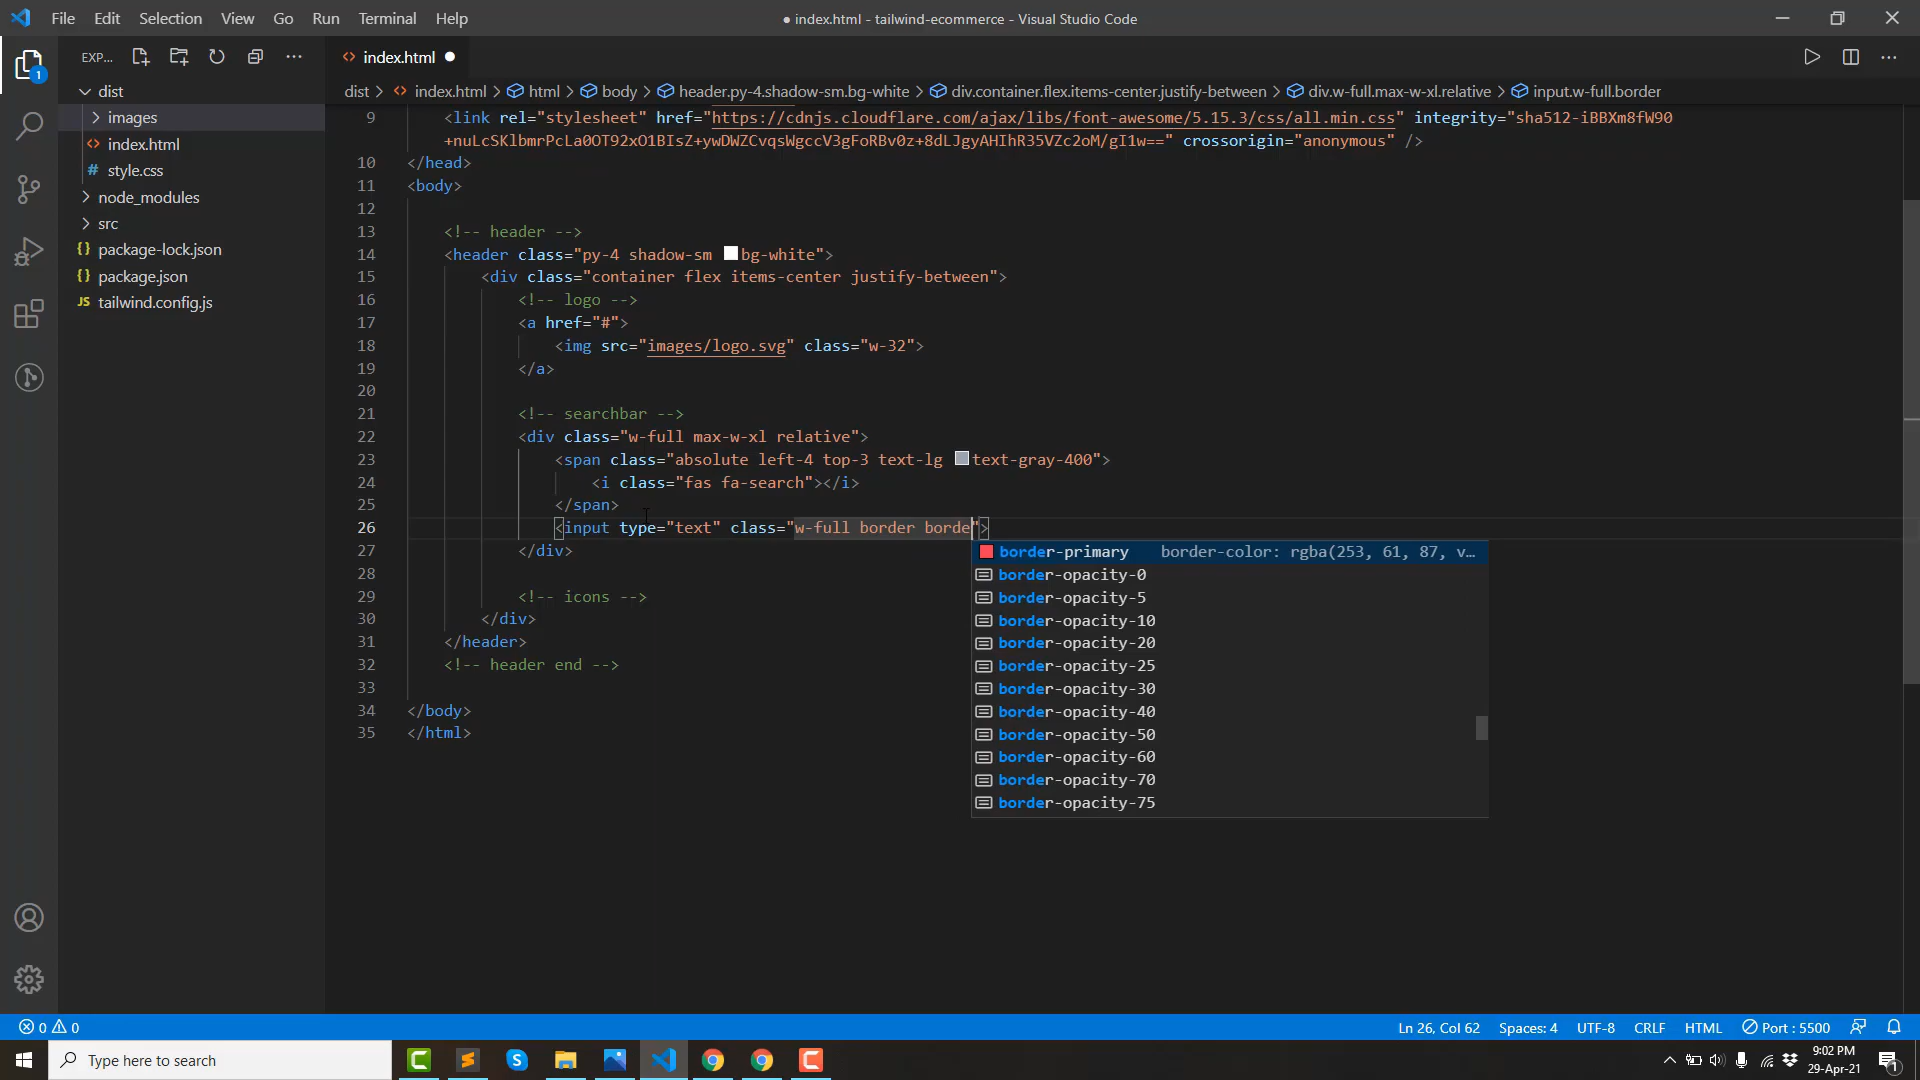 File Edit Selection View Go Run Terminal Help
● index.html - tailwind-ecommerce - Visual Studio Code
EXP...
index.html
dist > index.html > html > body > header.py-4.shadow-sm.bg-white > div.container.flex.items-center.justify-between > div.w-full.max-w-xl.relative > input.w-full.border
1
dist
images
index.html
# style.css
node_modules
src
{} package-lock.json
{} package.json
JS tailwind.config.js
9 <link rel="stylesheet" href="https://cdnjs.cloudflare.com/ajax/libs/font-awesome/5.15.3/css/all.min.css" integrity="sha512-iBBXm8fW90
+nuLcSKlbmrPcLa0OT92xO1BIsZ+ywDWZCvqsWgccV3gFoRBv0z+8dLJgyAHIhR35VZc2oM/gI1w==" crossorigin="anonymous" />
10 </head>
11 <body>
12
13 <!-- header -->
14 <header class="py-4 shadow-sm bg-white">
15 <div class="container flex items-center justify-between">
16 <!-- logo -->
17 <a href="#">
18 <img src="images/logo.svg" class="w-32">
19 </a>
20
21 <!-- searchbar -->
22 <div class="w-full max-w-xl relative">
23 <span class="absolute left-4 top-3 text-lg text-gray-400">
24 <i class="fas fa-search"></i>
25 </span>
26 <input type="text" class="w-full border borde">
27 </div>
28
29 <!-- icons -->
30 </div>
31 </header>
32 <!-- header end -->
33
34 </body>
35 </html>
border-primary border-color: rgba(253, 61, 87, v...
border-opacity-0
border-opacity-5
border-opacity-10
border-opacity-20
border-opacity-25
border-opacity-30
border-opacity-40
border-opacity-50
border-opacity-60
border-opacity-70
border-opacity-75
0 0
Ln 26, Col 62 Spaces: 4 UTF-8 CRLF HTML Port : 5500
Type here to search
9:02 PM
29-Apr-21
1